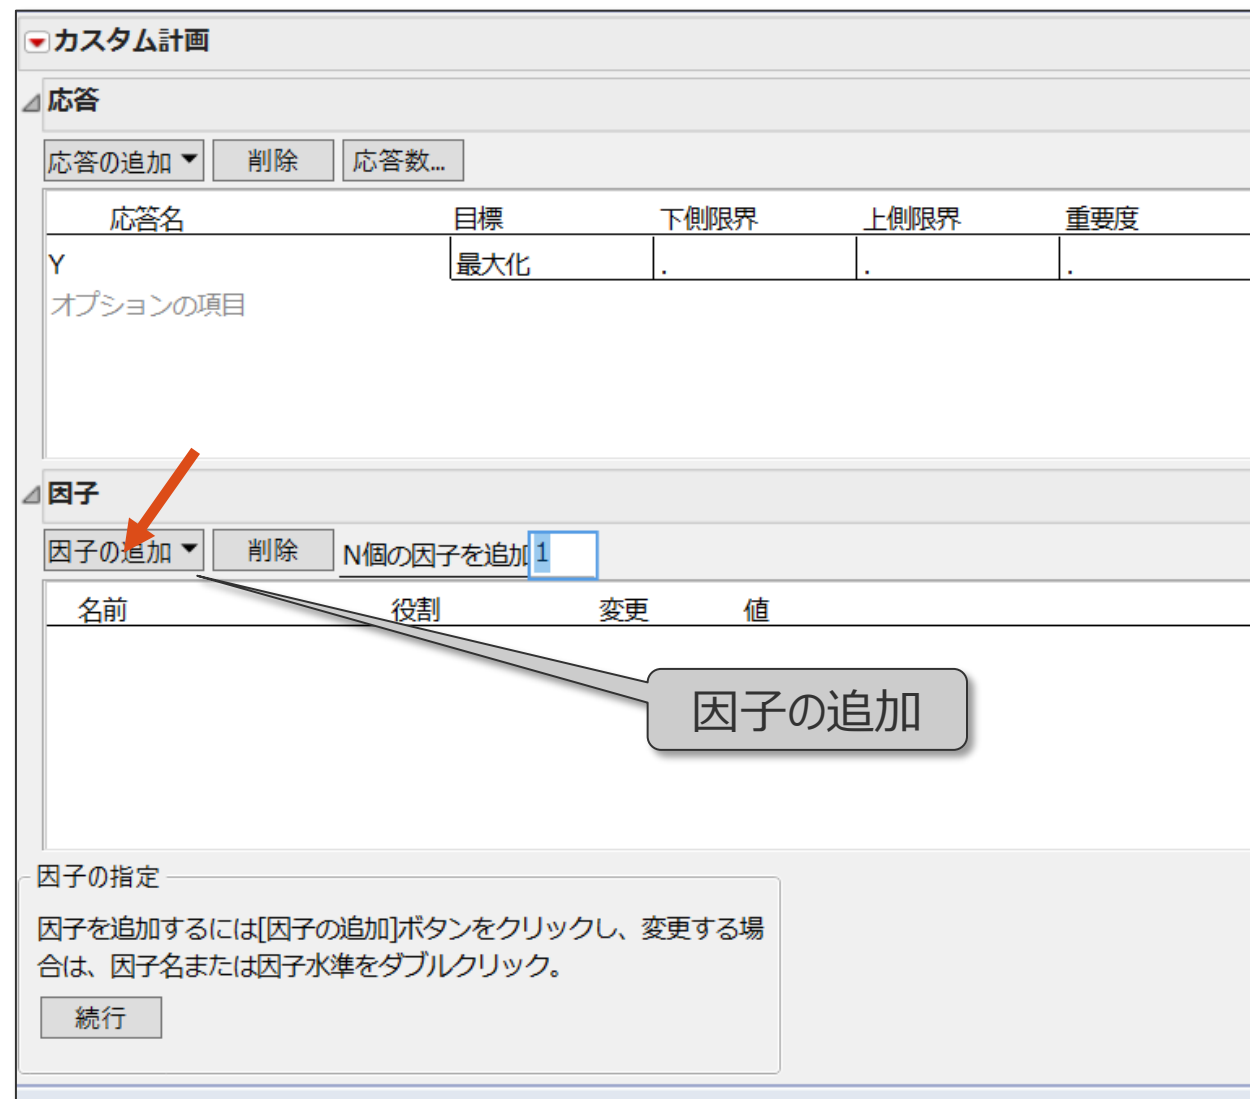 カスタム計画
応答
応答の追加 削除 応答数...
応答名 目標 下側限界 上側限界 重要度
Y 最大化 . . .
オプションの項目
因子
因子の追加 削除 N個の因子を追加 1
名前 役割 変更 値
因子の追加
因子の指定
因子を追加するには[因子の追加]ボタンをクリックし、変更する場
合は、因子名または因子水準をダブルクリック。
続行